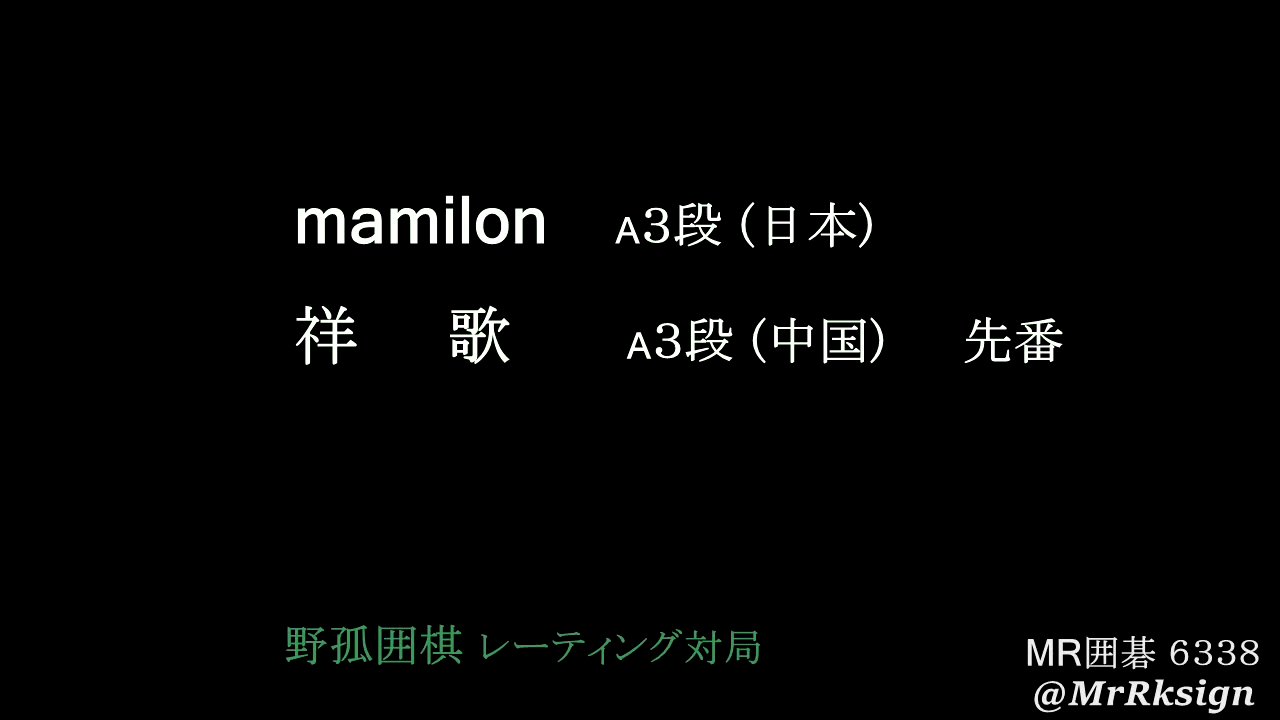 mamilon A3段 (日本)
祥 歌 A3段 (中国) 先番
野孤囲棋 レーティング対局
MR囲碁 6338
@MrRksign